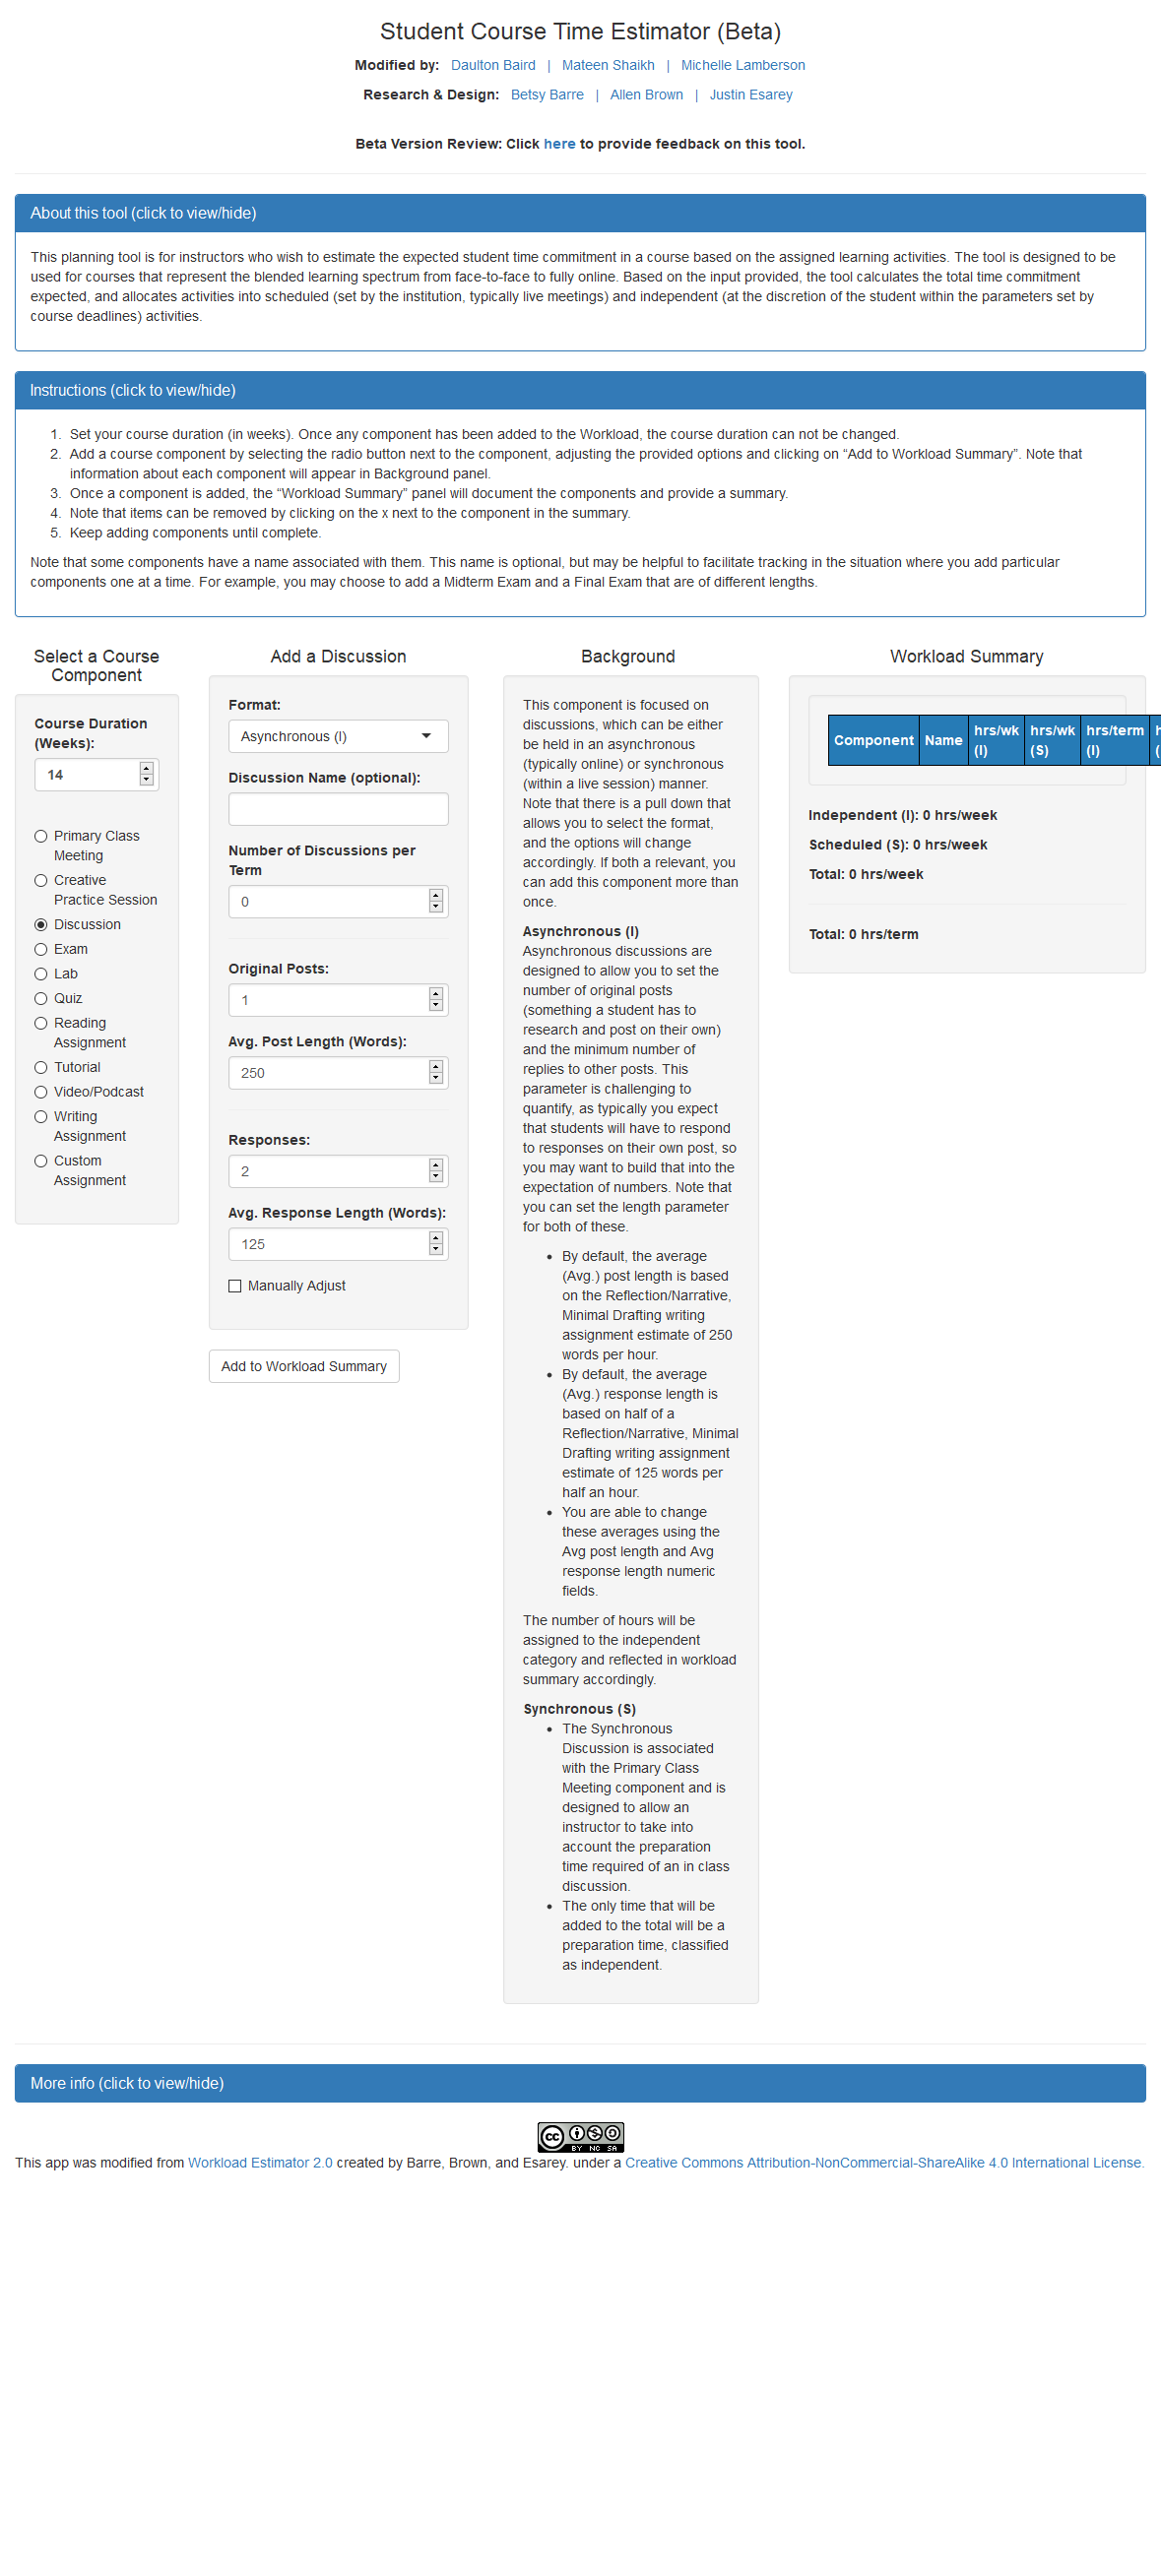 Student Course Time Estimator (Beta)
Modified by: Daulton Baird | Mateen Shaikh | Michelle Lamberson
Research & Design: Betsy Barre | Allen Brown | Justin Esarey
Beta Version Review: Click here to provide feedback on this tool.
About this tool (click to view/hide)
This planning tool is for instructors who wish to estimate the expected student time commitment in a course based on the assigned learning activities. The tool is designed to be
used for courses that represent the blended learning spectrum from face-to-face to fully online. Based on the input provided, the tool calculates the total time commitment
expected, and allocates activities into scheduled (set by the institution, typically live meetings) and independent (at the discretion of the student within the parameters set by
course deadlines) activities.
Instructions (click to view/hide)
1. Set your course duration (in weeks). Once any component has been added to the Workload, the course duration can not be changed.
2. Add a course component by selecting the radio button next to the component, adjusting the provided options and clicking on “Add to Workload Summary”. Note that
information about each component will appear in Background panel.
3. Once a component is added, the “Workload Summary” panel will document the components and provide a summary.
4. Note that items can be removed by clicking on the x next to the component in the summary.
5. Keep adding components until complete.
Note that some components have a name associated with them. This name is optional, but may be helpful to facilitate tracking in the situation where you add particular
components one at a time. For example, you may choose to add a Midterm Exam and a Final Exam that are of different lengths.
Select a Course
Component
Course Duration
(Weeks):
14
Primary Class
Meeting
Creative
Practice Session
Discussion
Exam
Lab
Quiz
Reading
Assignment
Tutorial
Video/Podcast
Writing
Assignment
Custom
Assignment
Add a Discussion
Format:
Asynchronous (I)
Discussion Name (optional):
Number of Discussions per
Term
0
Original Posts:
1
Avg. Post Length (Words):
250
Responses:
2
Avg. Response Length (Words):
125
Manually Adjust
Add to Workload Summary
Background
This component is focused on
discussions, which can be either
be held in an asynchronous
(typically online) or synchronous
(within a live session) manner.
Note that there is a pull down that
allows you to select the format,
and the options will change
accordingly. If both a relevant, you
can add this component more than
once.
Asynchronous (I)
Asynchronous discussions are
designed to allow you to set the
number of original posts
(something a student has to
research and post on their own)
and the minimum number of
replies to other posts. This
parameter is challenging to
quantify, as typically you expect
that students will have to respond
to responses on their own post, so
you may want to build that into the
expectation of numbers. Note that
you can set the length parameter
for both of these.
• By default, the average
(Avg.) post length is based
on the Reflection/Narrative,
Minimal Drafting writing
assignment estimate of 250
words per hour.
• By default, the average
(Avg.) response length is
based on half of a
Reflection/Narrative, Minimal
Drafting writing assignment
estimate of 125 words per
half an hour.
• You are able to change
these averages using the
Avg post length and Avg
response length numeric
fields.
The number of hours will be
assigned to the independent
category and reflected in workload
summary accordingly.
Synchronous (S)
• The Synchronous
Discussion is associated
with the Primary Class
Meeting component and is
designed to allow an
instructor to take into
account the preparation
time required of an in class
discussion.
• The only time that will be
added to the total will be a
preparation time, classified
as independent.
Workload Summary
Component Name hrs/wk (I) hrs/wk (S) hrs/term (I)
Independent (I): 0 hrs/week
Scheduled (S): 0 hrs/week
Total: 0 hrs/week
Total: 0 hrs/term
More info (click to view/hide)
cc BY NC SA
This app was modified from Workload Estimator 2.0 created by Barre, Brown, and Esarey. under a Creative Commons Attribution-NonCommercial-ShareAlike 4.0 International License.